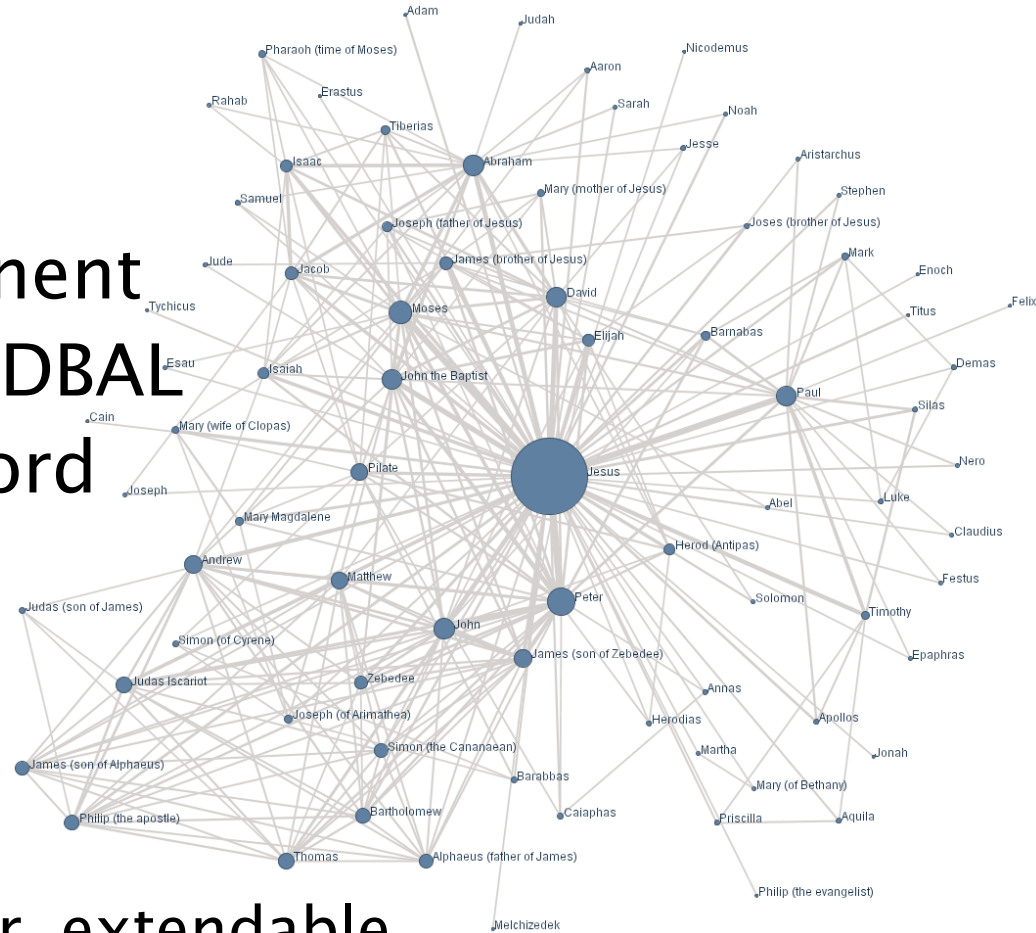 Adam
Judah
Pharaoh (time of Moses)
Nicodemus
Aaron
Erastus
Rahab
Sarah
Noah
Tiberias
Jesse
Isaac
Abraham
Aristarchus
Mary (mother of Jesus)
Stephen
Samuel
Joseph (father of Jesus)
Joses (brother of Jesus)
Mark
Jude
James (brother of Jesus)
Jacob
Enoch
nent
David
Felix
Tychicus
Moses
Titus
Elijah
Barnabas
Esau
Isaiah
John the Baptist
Demas
DBAL
Paul
Silas
Cain
Mary (wife of Clopas)
Nero
Pilate
Jesus
ord
Joseph
Luke
Abel
Mary Magdalene
Claudius
Herod (Antipas)
Andrew
Matthew
Festus
Peter
Solomon
Judas (son of James)
Timothy
John
Simon (of Cyrene)
James (son of Zebedee)
Epaphras
Zebedee
Judas Iscariot
Annas
Joseph (of Arimathea)
Herodias
Apollos
Simon (the Cananaean)
Martha
Jonah
James (son of Alphaeus)
Barabbas
Mary (of Bethany)
Bartholomew
Caiaphas
Philip (the apostle)
Priscilla
Aquila
Thomas
Alphaeus (father of James)
Philip (the evangelist)
r, extendable
Melchizedek